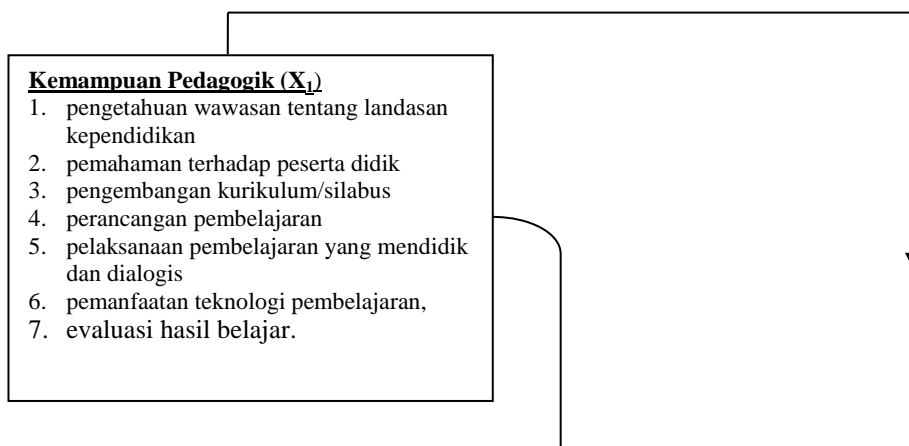 Kemampuan Pedagogik (X1)
1. pengetahuan wawasan tentang landasan
kependidikan
2. pemahaman terhadap peserta didik
3. pengembangan kurikulum/silabus
4. perancangan pembelajaran
5. pelaksanaan pembelajaran yang mendidik
dan dialogis
6. pemanfaatan teknologi pembelajaran,
7. evaluasi hasil belajar.